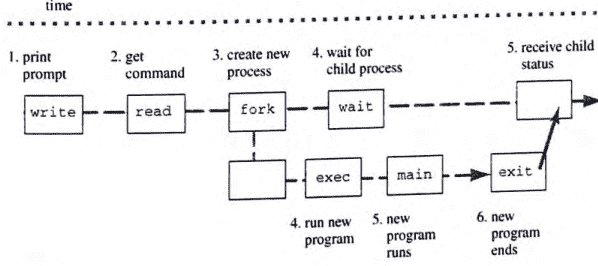 time
1. print
prompt
2. get
command
3. create new
process
4. wait for
child process
5. receive child
status
write
read
fork
wait
exec
main
exit
4. run new
program
5. new
program
runs
6. new
program
ends